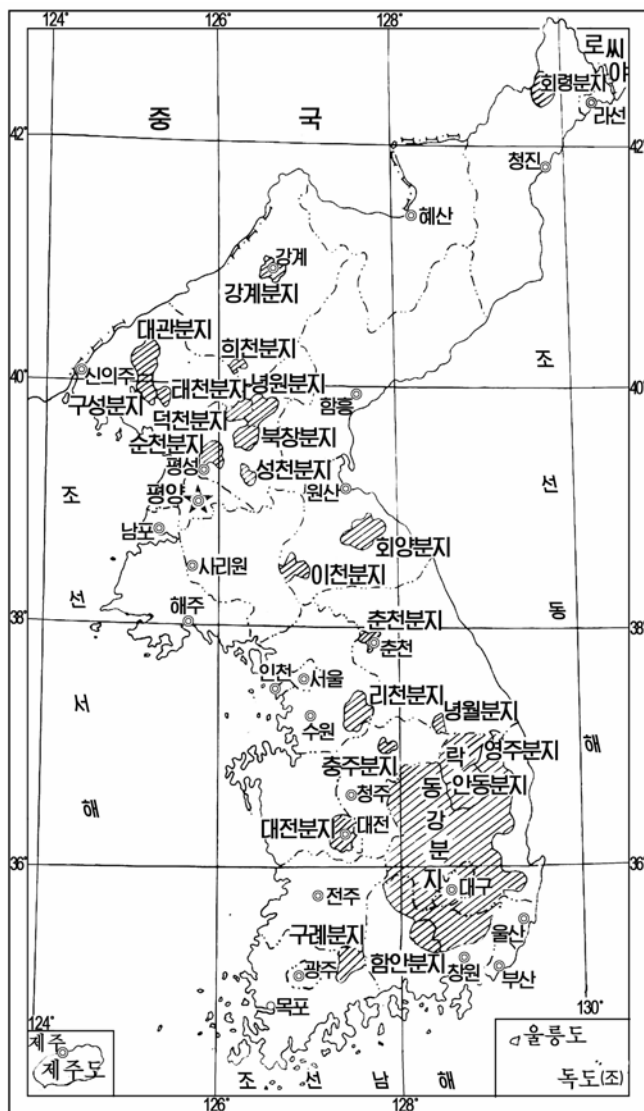 124°
126°
128°
로씨야
회령분지
라선
42°
중 국
42°
청진
혜산
강계
강계분지
대관분지
희천분지
신의주
40°
태천분지
녕원분지
40°
조 선 동 해
구성분지
함흥
덕천분지
순천분지
북창분지
평성
성천분지
평양
원산
조 선 서 해
남포
회양분지
사리원
이천분지
해주
38°
38°
춘천분지
춘천
인천
서울
리천분지
녕월분지
수원
락동강분지
영주분지
충주분지
안동분지
청주
대전분지
대전
36°
36°
대구
전주
울산
구례분지
함안분지
광주
창원
부산
목포
124°
130°
제주
제주도
울릉도
독도(조)
조 선 남 해
126°
128°